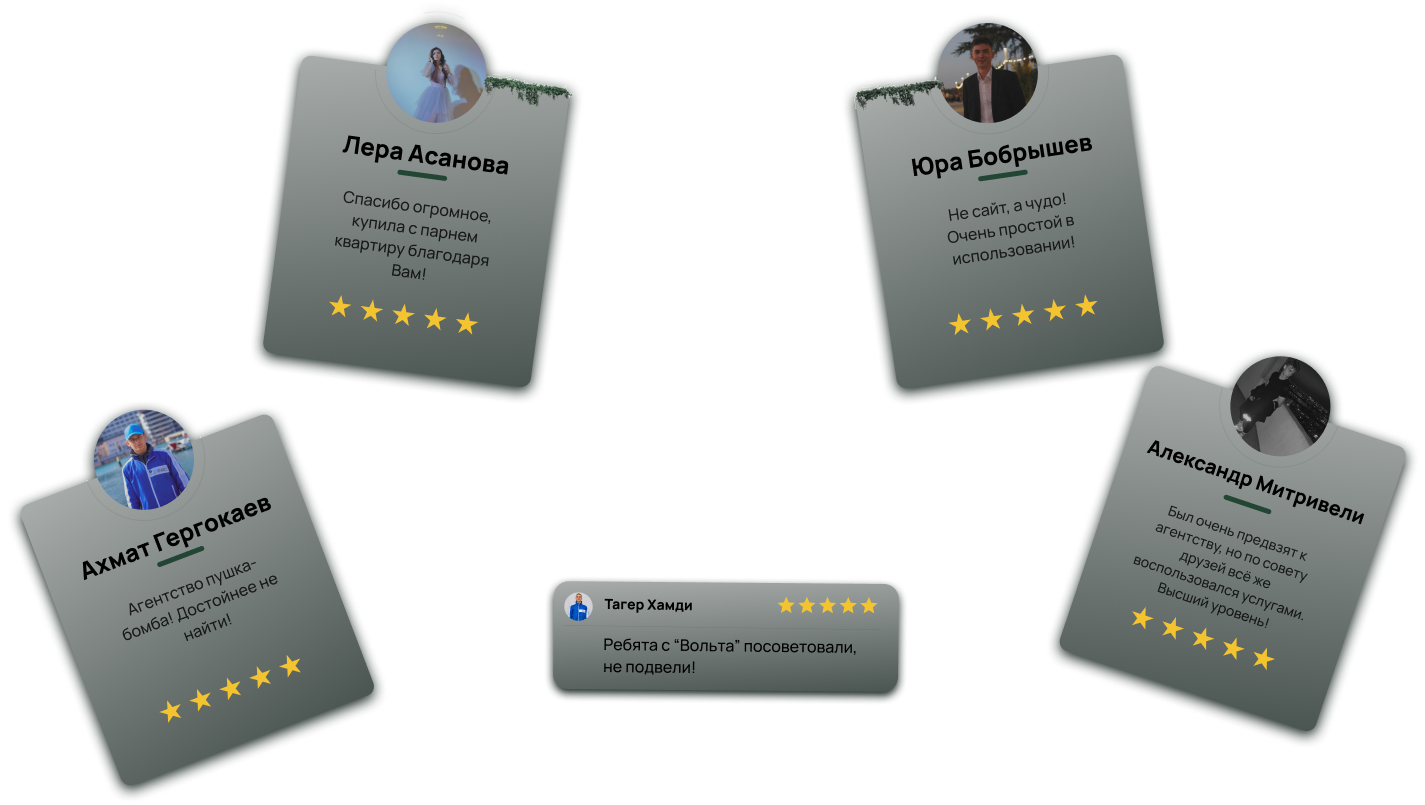 Лера Асанова
Спасибо огромное,
купила с парнем
квартиру благодаря
Вам!
Юра Бобрышев
Не сайт, а чудо!
Очень простой в
использовании!
Ахмат Гергокаев
Агентство пушка-
бомба! Достойнее не
найти!
Александр Митривели
Был очень предвзят к
агентству, но по совету
друзей всё же
воспользовался услугами.
Высший уровень!
Тагер Хамди
Ребята с “Вольта” посоветовали,
не подвели!